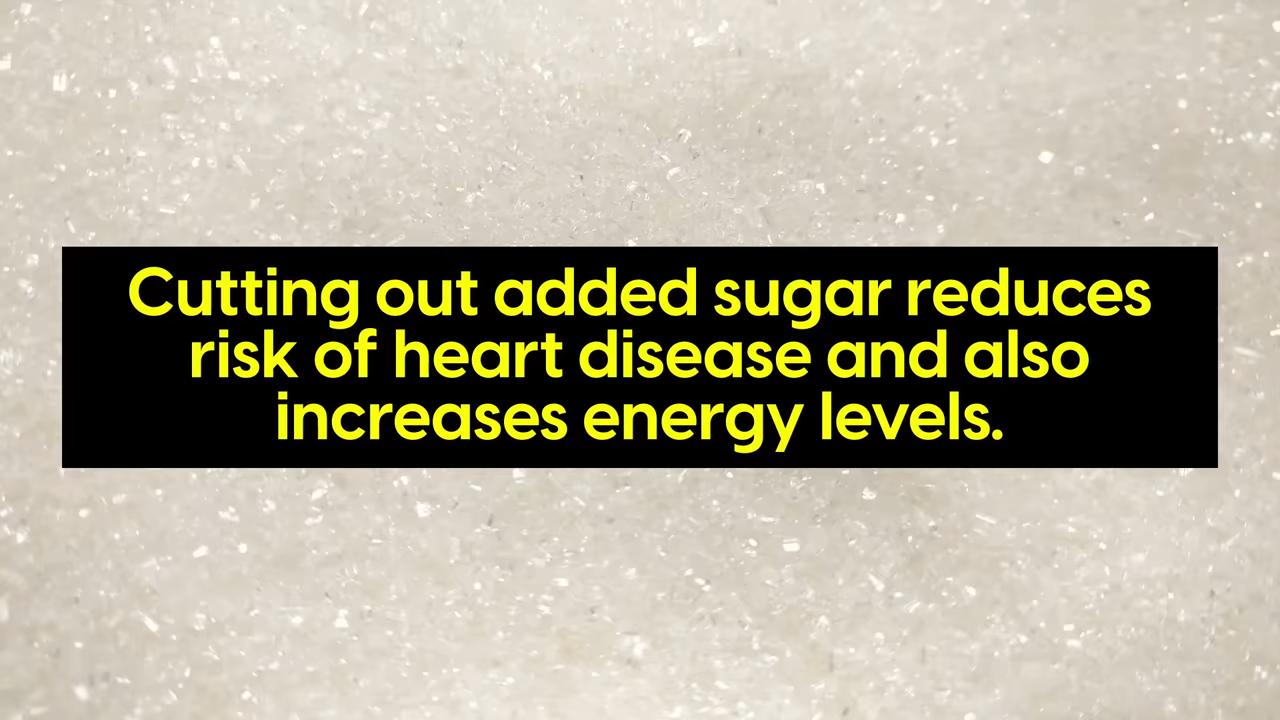 Cutting out added sugar reduces
risk of heart disease and also
increases energy levels.